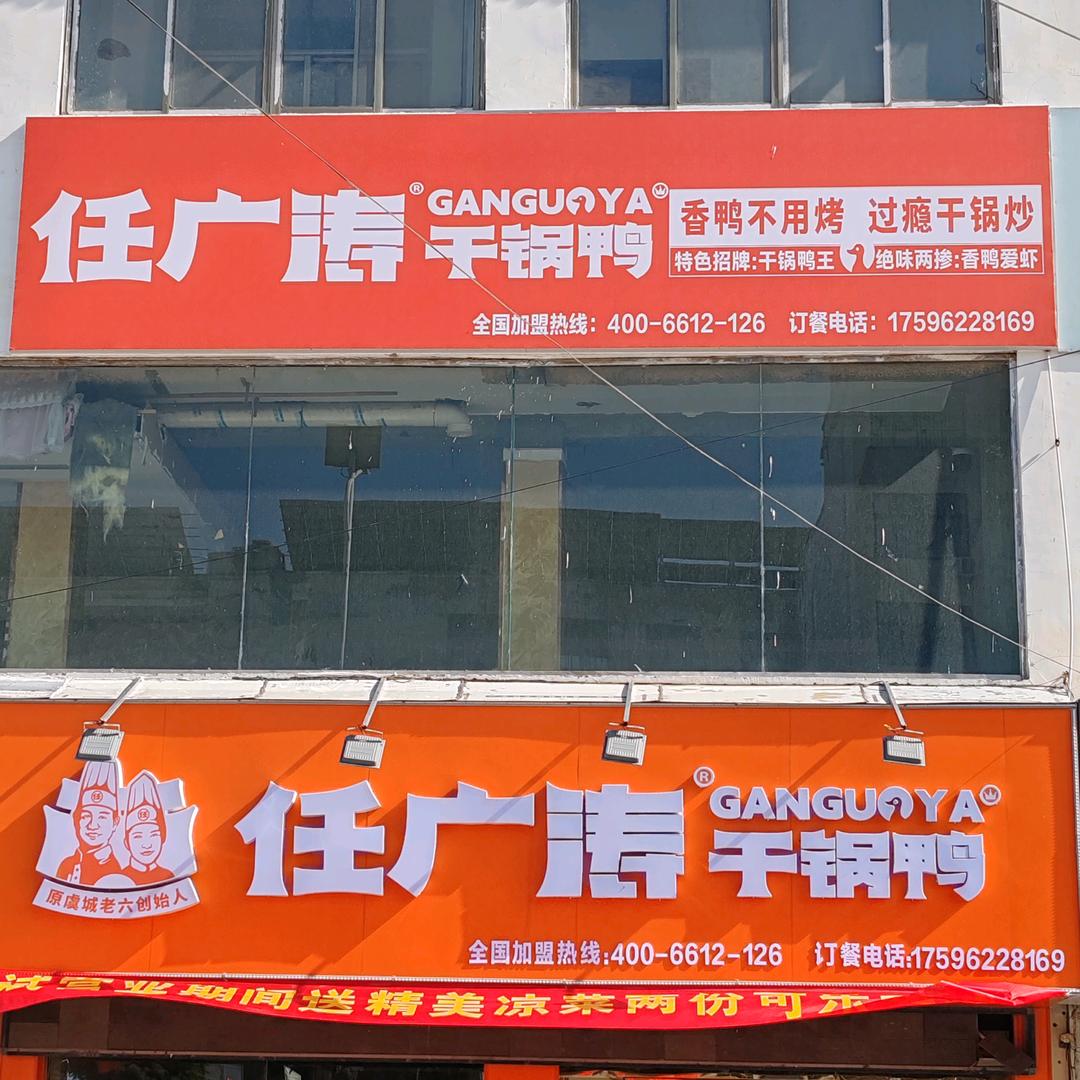 任广涛®
GANGUOYA
干锅鸭
香鸭不用烤 过瘾干锅炒
特色招牌:干锅鸭王 绝味两掺:香鸭爱虾
全国加盟热线：400-6612-126 订餐电话：17596228169
任广涛®
GANGUOYA
干锅鸭
原虞城老六创始人
全国加盟热线:400-6612-126 订餐电话:17596228169
试营业期间送精美凉菜两份可乐